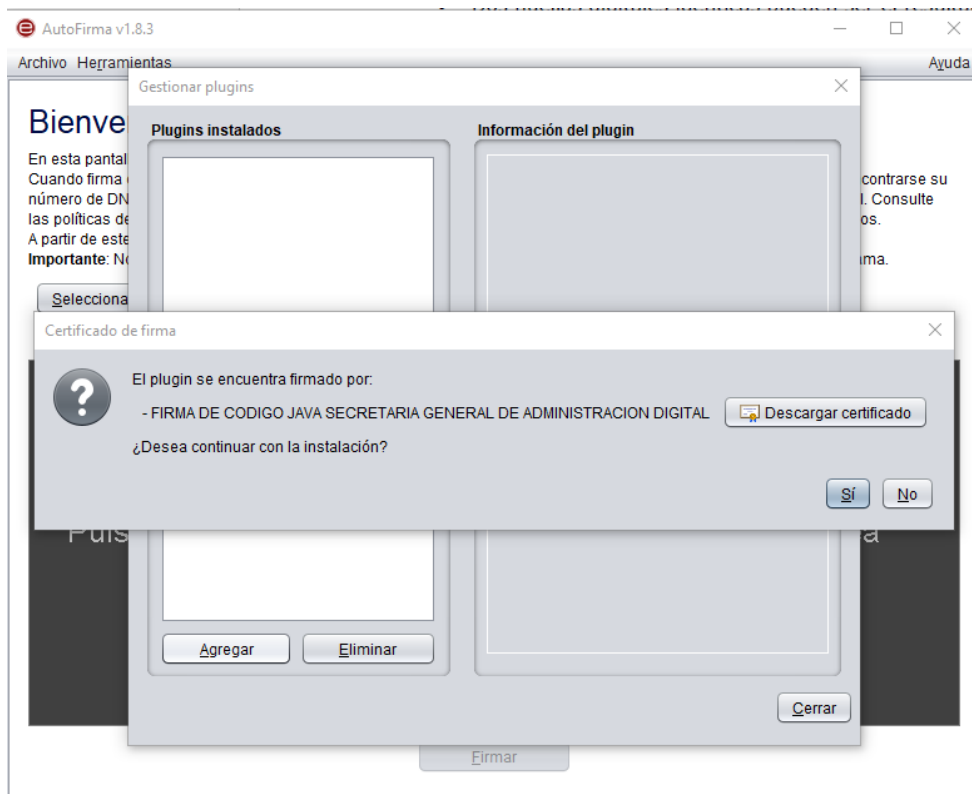 AutoFirma v1.8.3
Archivo Herramientas Ayuda
Gestionar plugins
Bienve
Plugins instalados
Información del plugin
En esta pantal
Cuando firma contrarse su
número de DN l. Consulte
las políticas de os.
A partir de este
Importante: No ma.
Selecciona
Certificado de firma
El plugin se encuentra firmado por:
- FIRMA DE CODIGO JAVA SECRETARIA GENERAL DE ADMINISTRACION DIGITAL
Descargar certificado
¿Desea continuar con la instalación?
Sí No
Puls a
Agregar Eliminar
Cerrar
Firmar